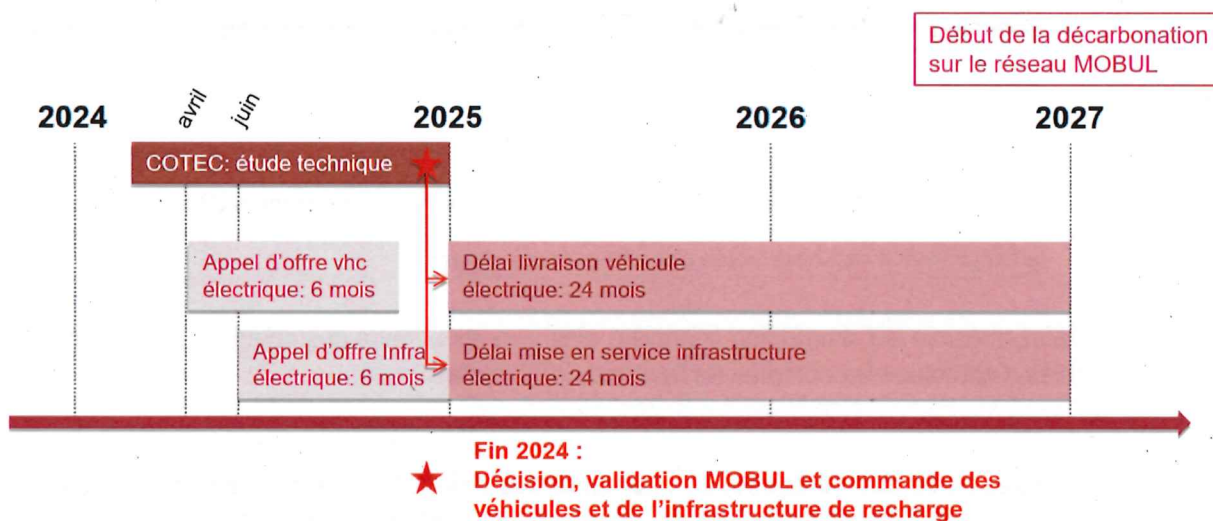 Début de la décarbonation
sur le réseau MOBUL
2024
avril
juin
2025
2026
2027
COTEC: étude technique
Appel d'offre vhc
électrique: 6 mois
Délai livraison véhicule
électrique: 24 mois
Appel d'offre Infra
électrique: 6 mois
Délai mise en service infrastructure
électrique: 24 mois
Fin 2024 :
Décision, validation MOBUL et commande des
véhicules et de l'infrastructure de recharge